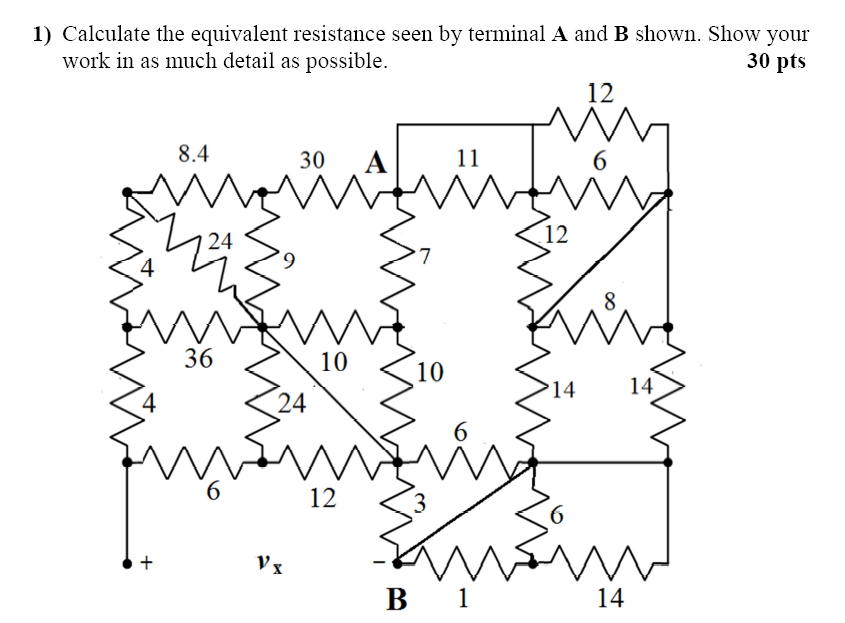 1) Calculate the equivalent resistance seen by terminal A and B shown. Show your
work in as much detail as possible. 30 pts
12
8.4 30 A 11 6
24 9 7 12
4 8
36 10 10 14 14
4 24 6
6 12 3 6
+ vx −
B 1 14